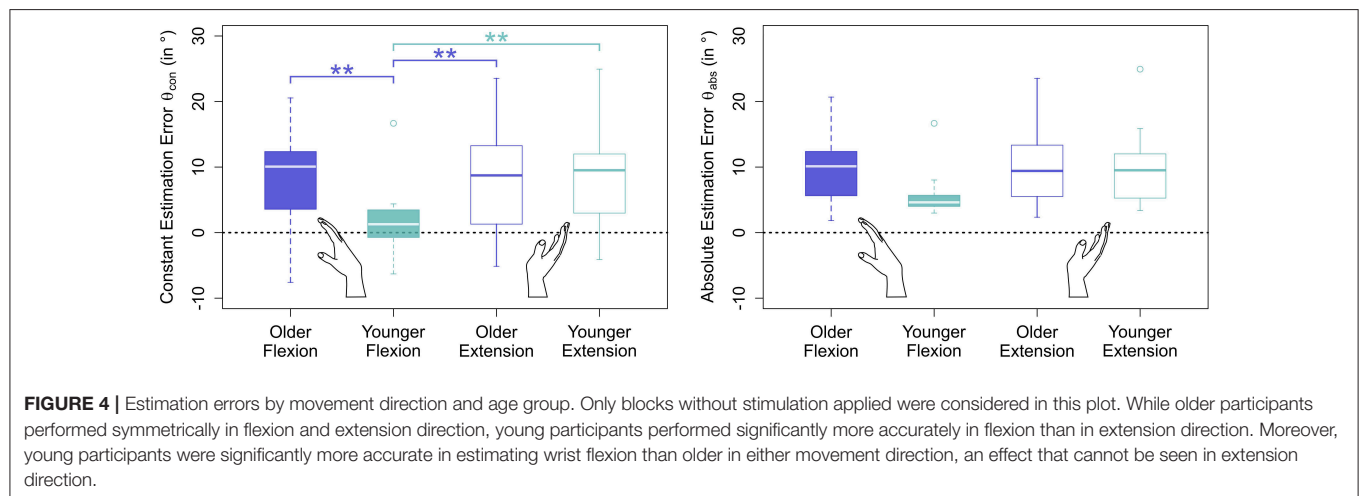 Constant Estimation Error θcon (in °)
30
20
10
0
-10
**
**
**
Older
Flexion
Younger
Flexion
Older
Extension
Younger
Extension
Absolute Estimation Error θabs (in °)
30
20
10
0
-10
Older
Flexion
Younger
Flexion
Older
Extension
Younger
Extension
FIGURE 4 | Estimation errors by movement direction and age group. Only blocks without stimulation applied were considered in this plot. While older participants
performed symmetrically in flexion and extension direction, young participants performed significantly more accurately in flexion than in extension direction. Moreover,
young participants were significantly more accurate in estimating wrist flexion than older in either movement direction, an effect that cannot be seen in extension
direction.